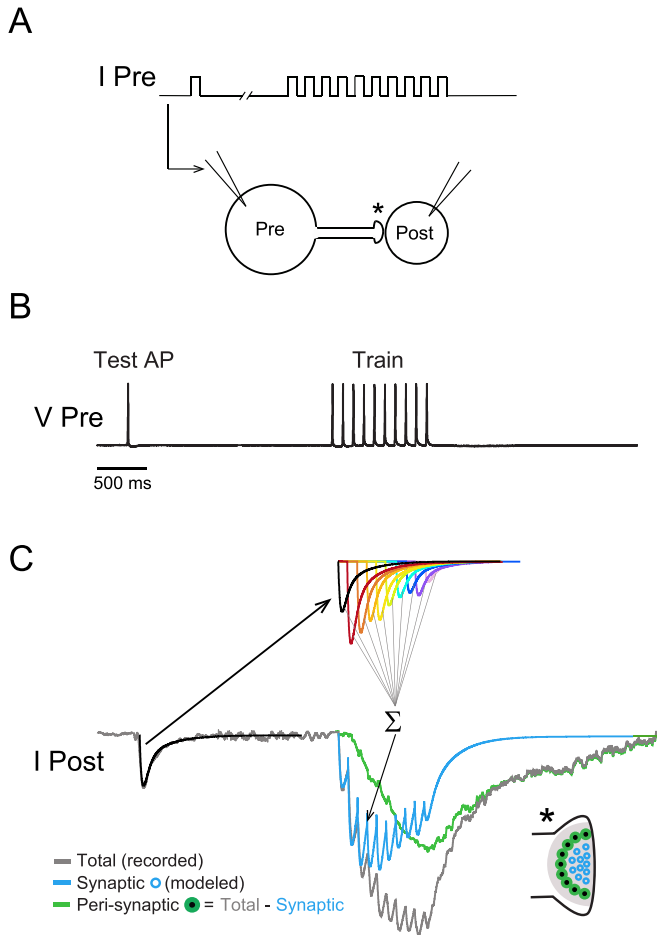 A
I Pre
*
Pre
Post
B
Test AP
Train
V Pre
500 ms
C
Σ
I Post
*
Total (recorded)
Synaptic (modeled)
Peri-synaptic = Total - Synaptic